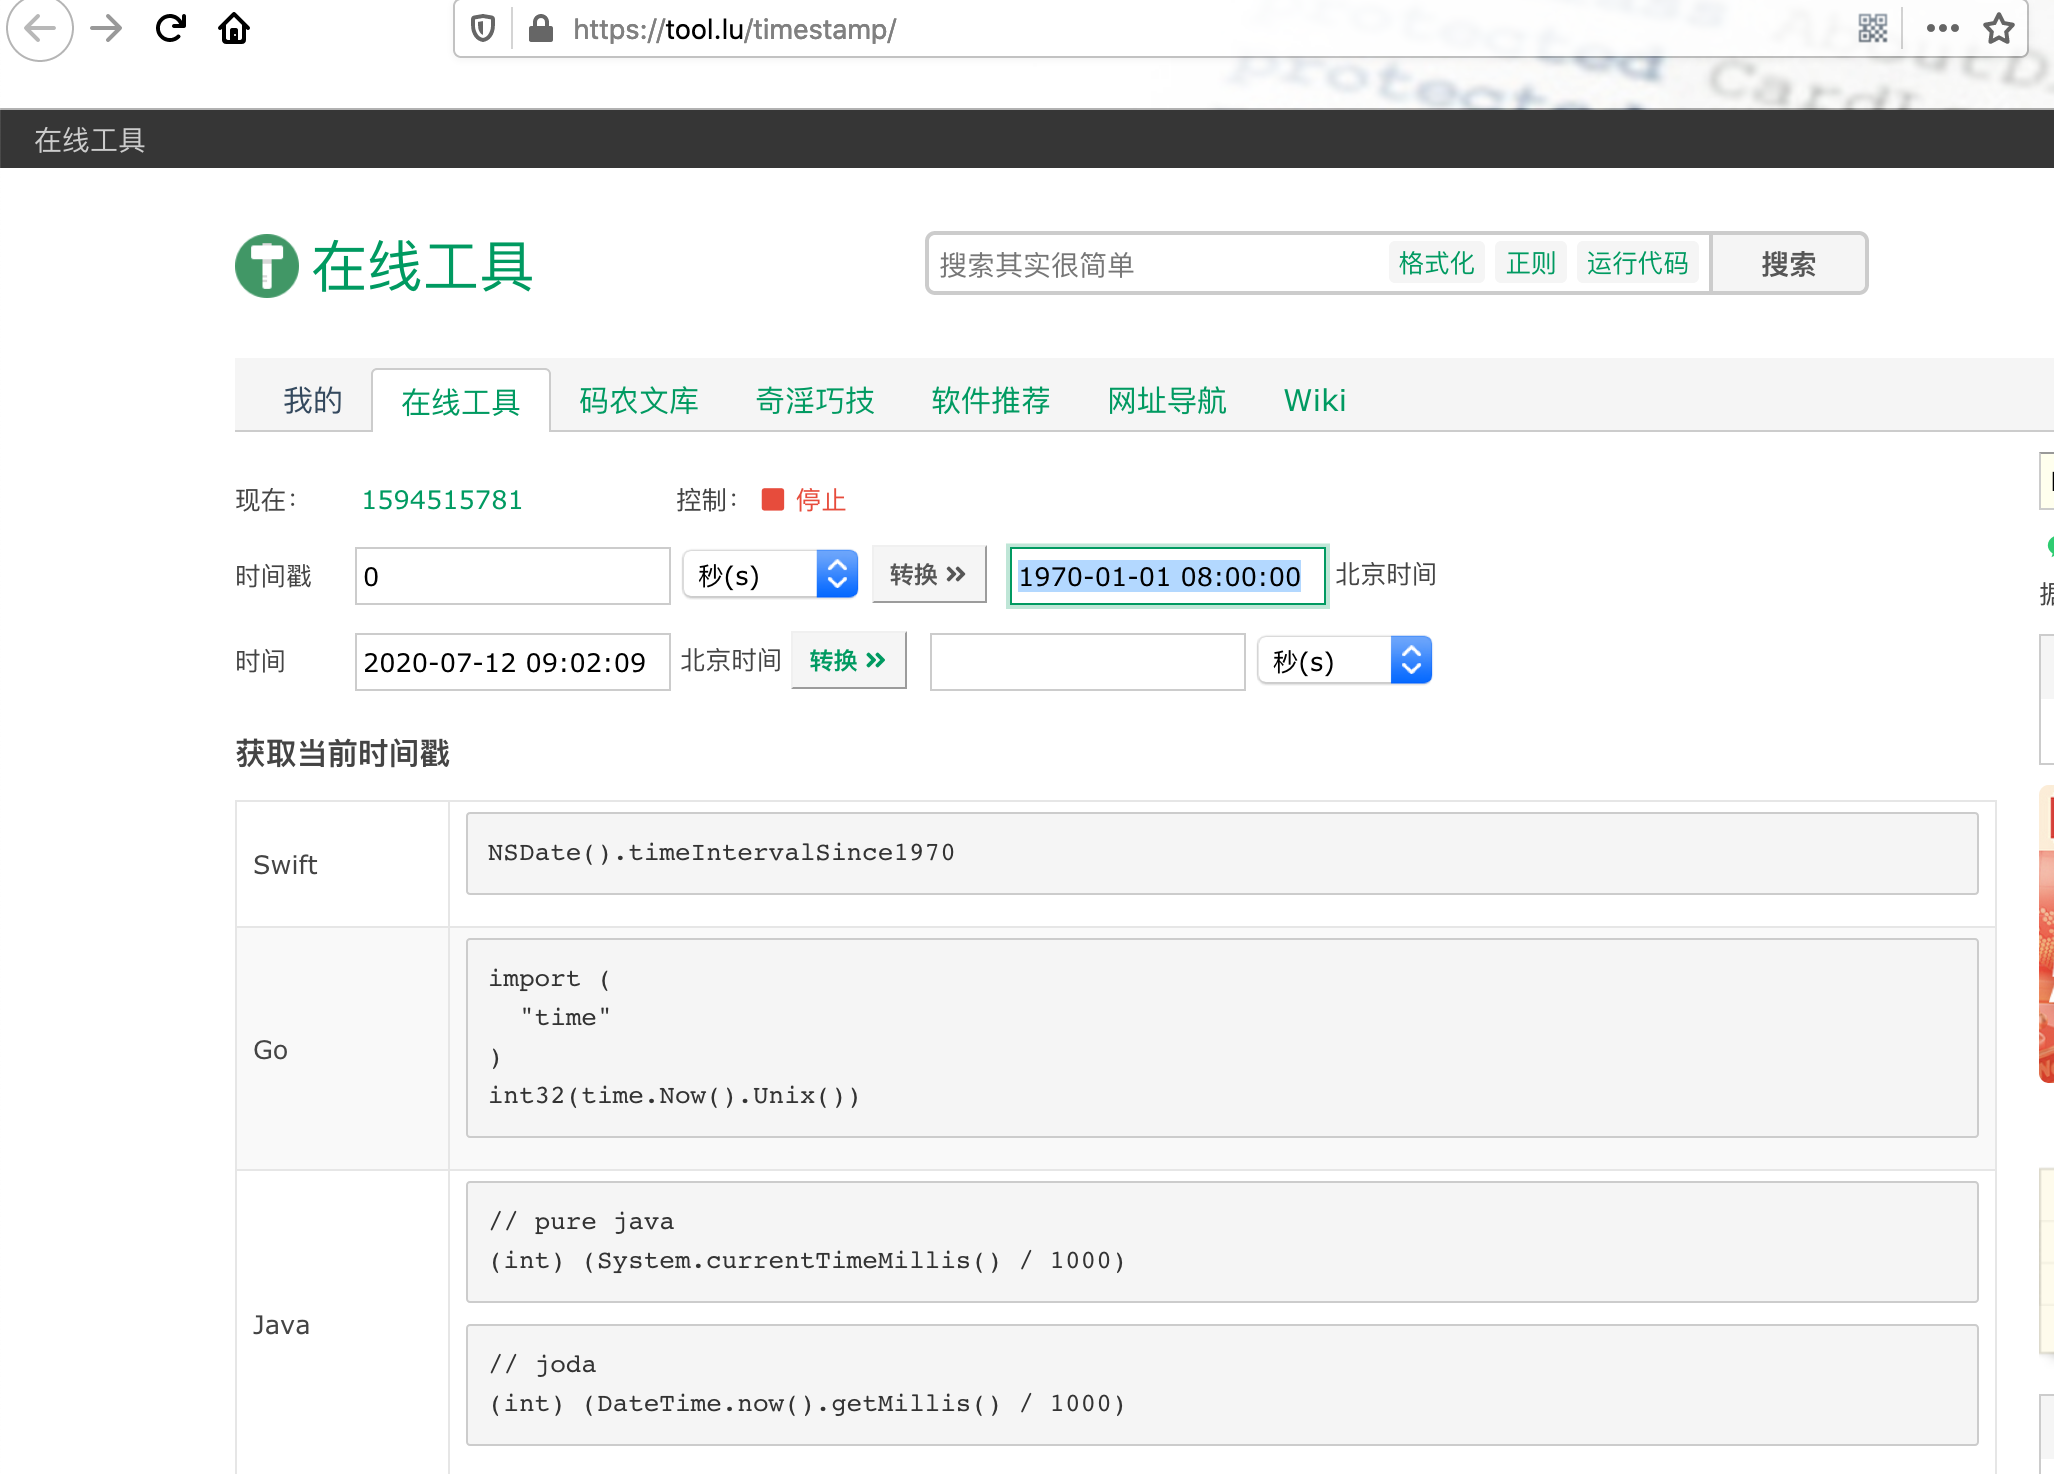 https://tool.lu/timestamp/
在线工具
在线工具
搜索其实很简单 格式化 正则 运行代码 搜索
我的 在线工具 码农文库 奇淫巧技 软件推荐 网址导航 Wiki
现在： 1594515781 控制： 停止
时间戳 0 秒(s) 转换 1970-01-01 08:00:00 北京时间
时间 2020-07-12 09:02:09 北京时间 转换 秒(s)
获取当前时间戳
Swift
NSDate().timeIntervalSince1970
Go
import (
"time"
)
int32(time.Now().Unix())
Java
// pure java
(int) (System.currentTimeMillis() / 1000)
// joda
(int) (DateTime.now().getMillis() / 1000)